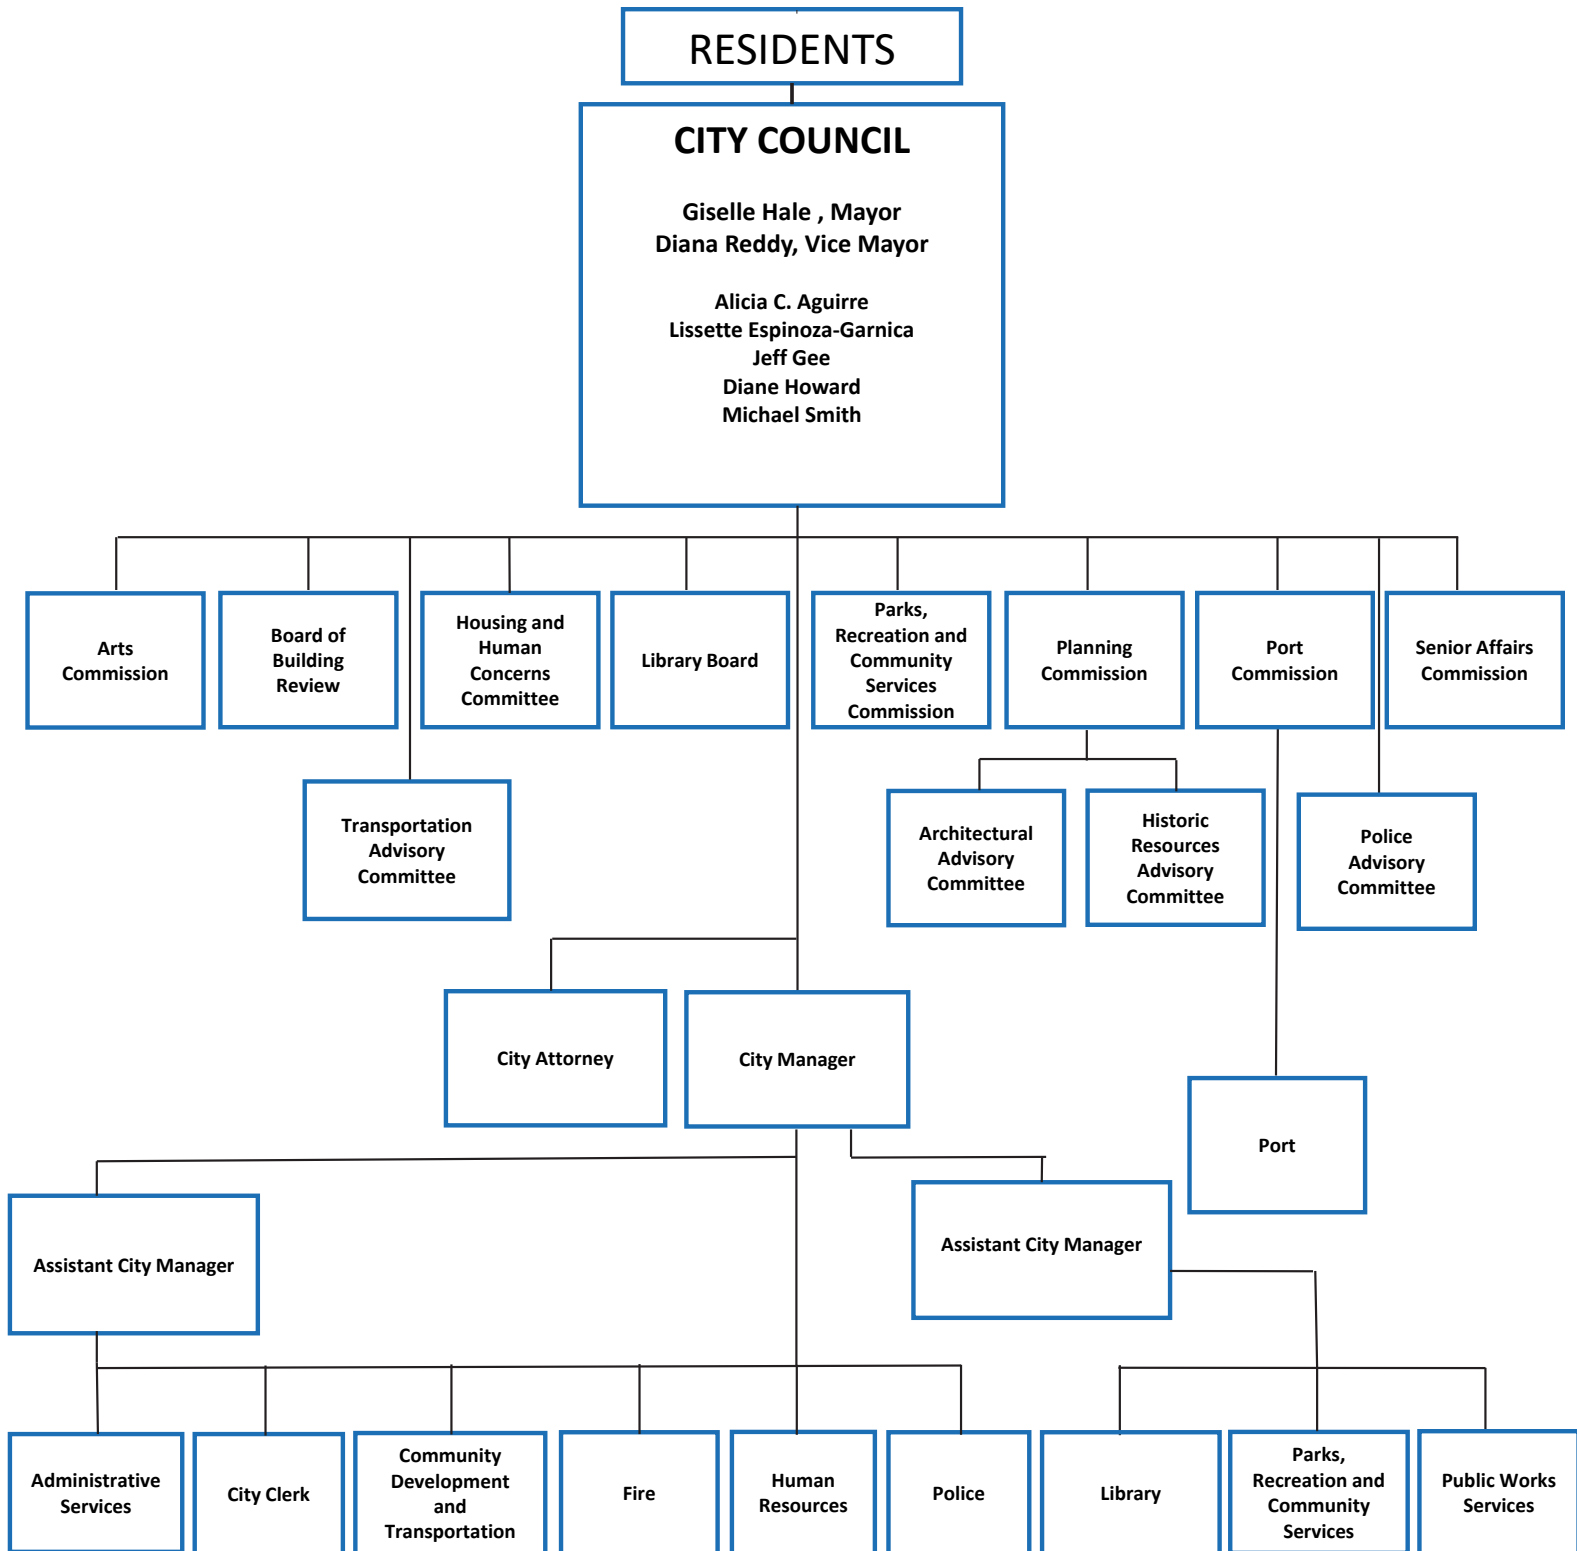 RESIDENTS
CITY COUNCIL
Giselle Hale , Mayor
Diana Reddy, Vice Mayor
Alicia C. Aguirre
Lissette Espinoza-Garnica
Jeff Gee
Diane Howard
Michael Smith
Arts
Commission
Board of
Building
Review
Housing and
Human
Concerns
Committee
Library Board
Parks,
Recreation and
Community
Services
Commission
Planning
Commission
Port
Commission
Senior Affairs
Commission
Transportation
Advisory
Committee
Architectural
Advisory
Committee
Historic
Resources
Advisory
Committee
Police
Advisory
Committee
City Attorney
City Manager
Port
Assistant City Manager
Assistant City Manager
Administrative
Services
City Clerk
Community
Development
and
Transportation
Fire
Human
Resources
Police
Library
Parks,
Recreation and
Community
Services
Public Works
Services